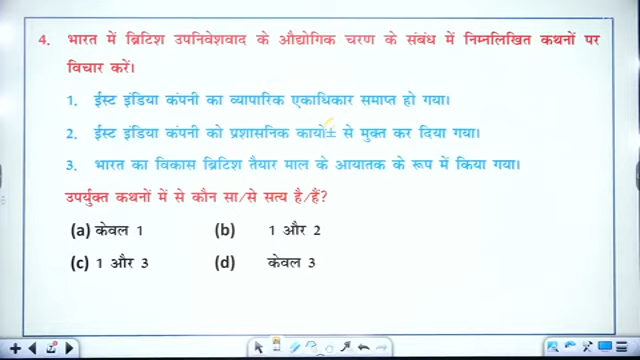 4. भारत में ब्रिटिश उपनिवेशवाद के औद्योगिक चरण के संबंध में निम्नलिखित कथनों पर
विचार करें।
1. ईस्ट इंडिया कंपनी का व्यापारिक एकाधिकार समाप्त हो गया।
2. ईस्ट इंडिया कंपनी को प्रशासनिक कायो± से मुक्त कर दिया गया।
3. भारत का विकास ब्रिटिश तैयार माल के आयातक के रूप में किया गया।
उपर्युक्त कथनों में से कौन सा/से सत्य है/हैं?
(a) केवल 1 (b) 1 और 2
(c) 1 और 3 (d) केवल 3